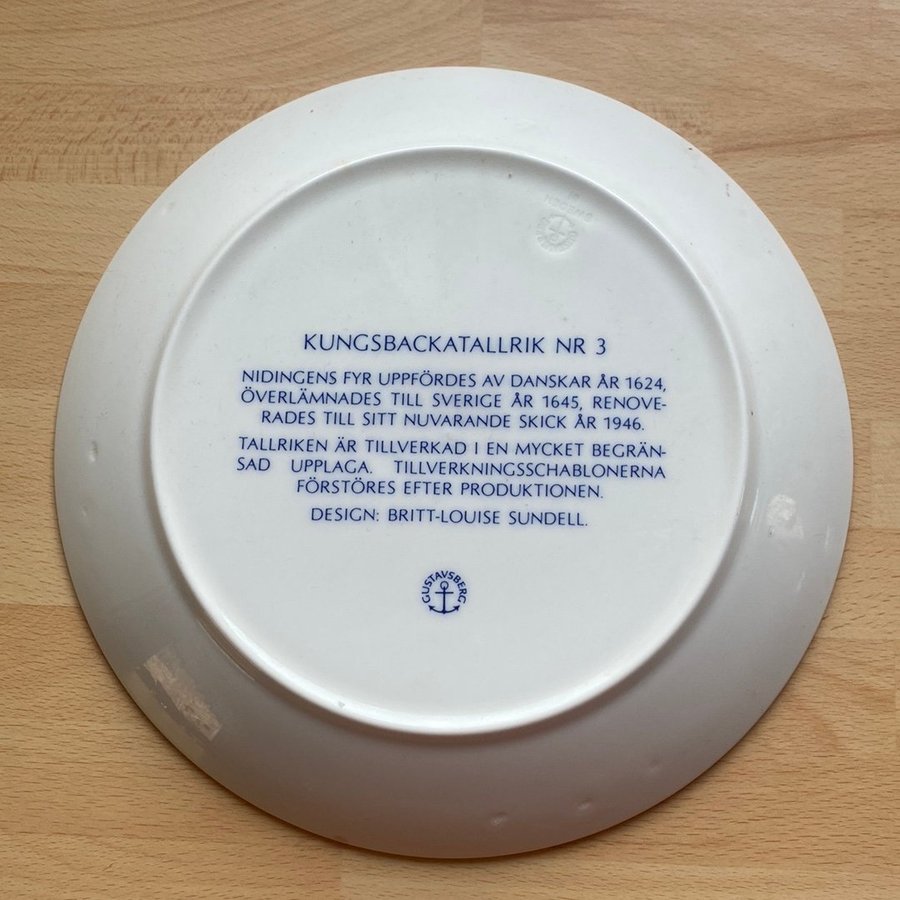 KUNGSBACKATALLRIK NR 3
NIDINGENS FYR UPPFÖRDES AV DANSKAR ÅR 1624,
ÖVERLÄMNADES TILL SVERIGE ÅR 1645, RENOVE-
RADES TILL SITT NUVARANDE SKICK ÅR 1946.
TALLRIKEN ÄR TILLVERKAD I EN MYCKET BEGRÄN-
SAD UPPLAGA. TILLVERKNINGSSCHABLONERNA
FÖRSTÖRES EFTER PRODUKTIONEN.
DESIGN: BRITT-LOUISE SUNDELL.
GUSTAVSBERG